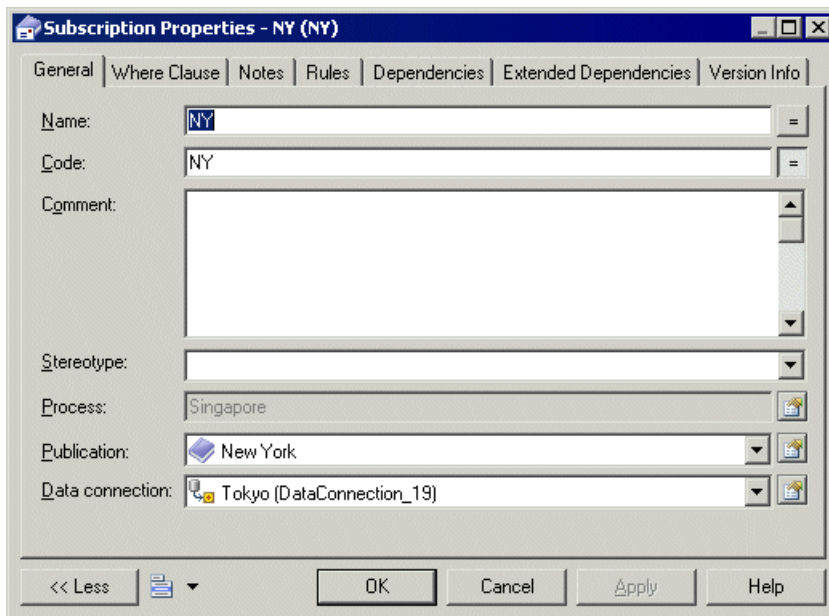 Subscription Properties - NY (NY)
General Where Clause Notes Rules Dependencies Extended Dependencies Version Info
Name: NY =
Code: NY =
Comment:
Stereotype:
Process: Singapore
Publication: New York
Data connection: Tokyo (DataConnection_19)
<< Less OK Cancel Apply Help